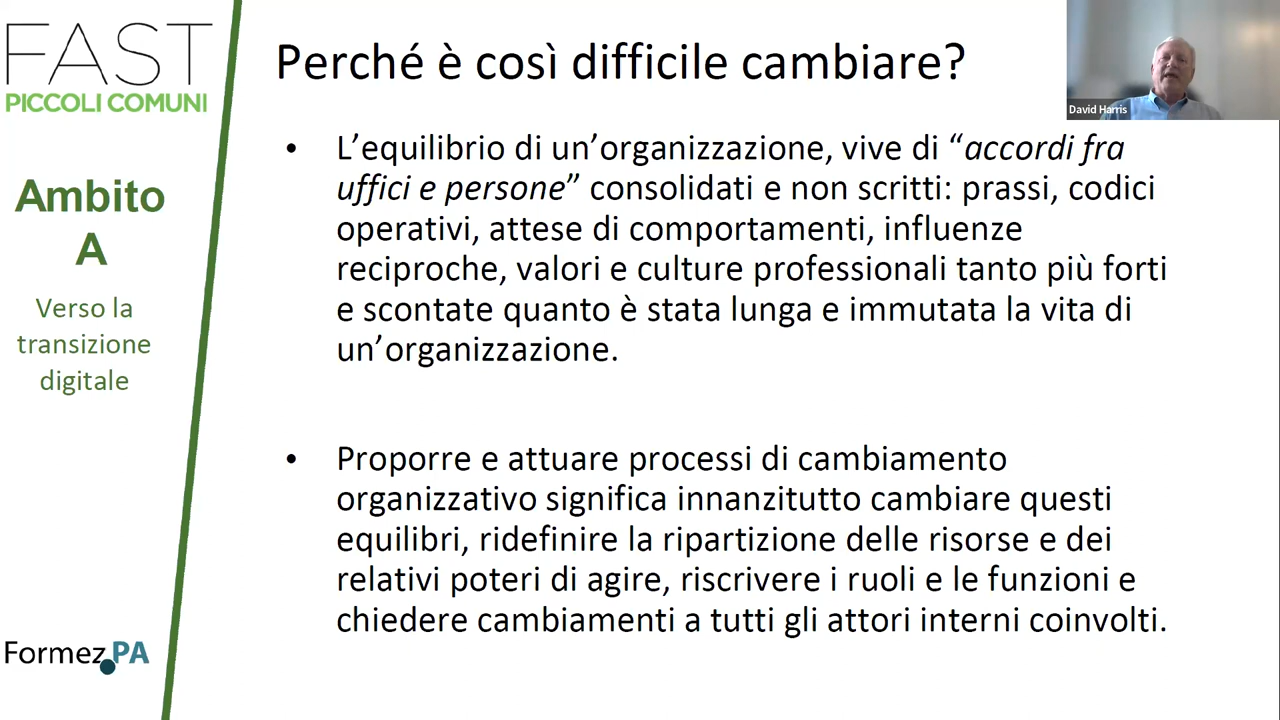 FAST
PICCOLI COMUNI
Ambito
A
Verso la
transizione
digitale
Formez PA
Perché è così difficile cambiare?
David Harris
• L’equilibrio di un’organizzazione, vive di “accordi fra
uffici e persone” consolidati e non scritti: prassi, codici
operativi, attese di comportamenti, influenze
reciproche, valori e culture professionali tanto più forti
e scontate quanto è stata lunga e immutata la vita di
un’organizzazione.
• Proporre e attuare processi di cambiamento
organizzativo significa innanzitutto cambiare questi
equilibri, ridefinire la ripartizione delle risorse e dei
relativi poteri di agire, riscrivere i ruoli e le funzioni e
chiedere cambiamenti a tutti gli attori interni coinvolti.